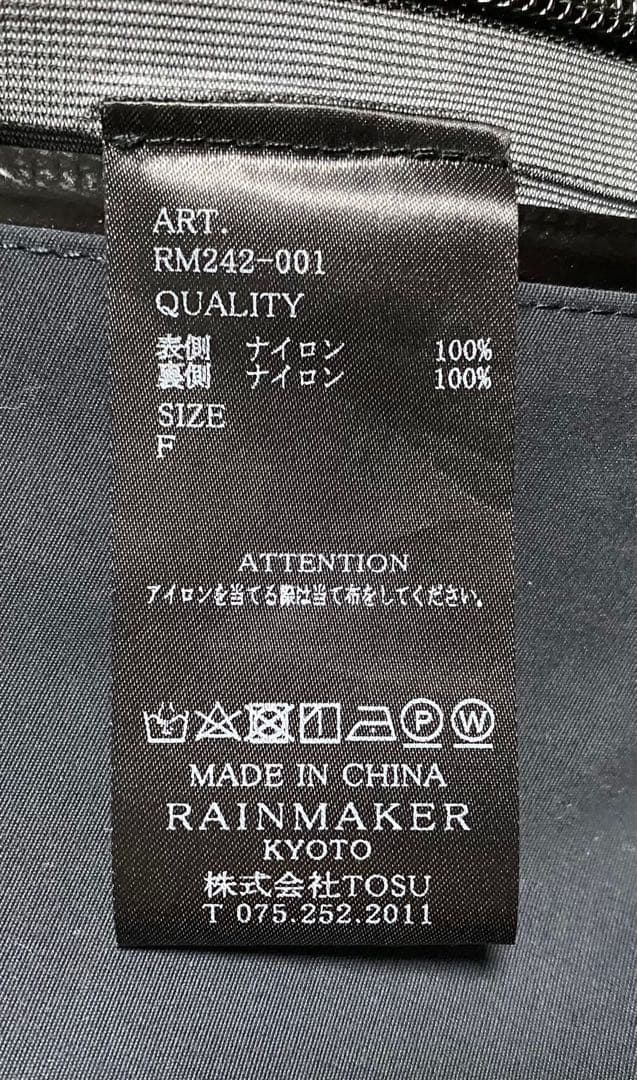 ART.
RM242-001
QUALITY
表側 ナイロン 100%
裏側 ナイロン 100%
SIZE
F
ATTENTION
アイロンを当てる際は当て布をしてください。
P W
MADE IN CHINA
RAINMAKER
KYOTO
株式会社TOSU
T 075.252.2011